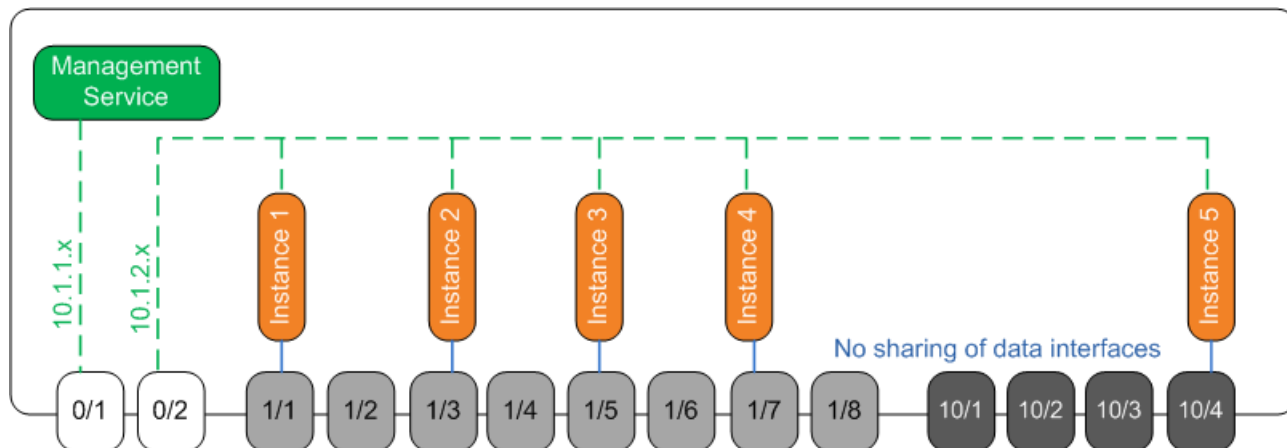 Management
Service
10.1.1.x
10.1.2.x
Instance 1
Instance 2
Instance 3
Instance 4
Instance 5
No sharing of data interfaces
0/1
0/2
1/1
1/2
1/3
1/4
1/5
1/6
1/7
1/8
10/1
10/2
10/3
10/4